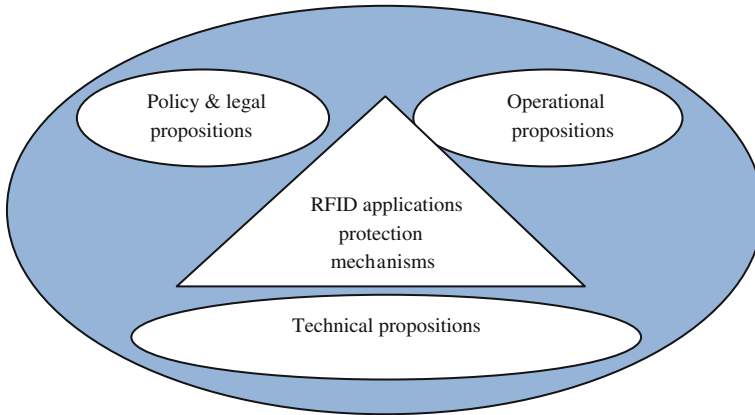 Policy & legal
propositions
Operational
propositions
RFID applications
protection
mechanisms
Technical propositions